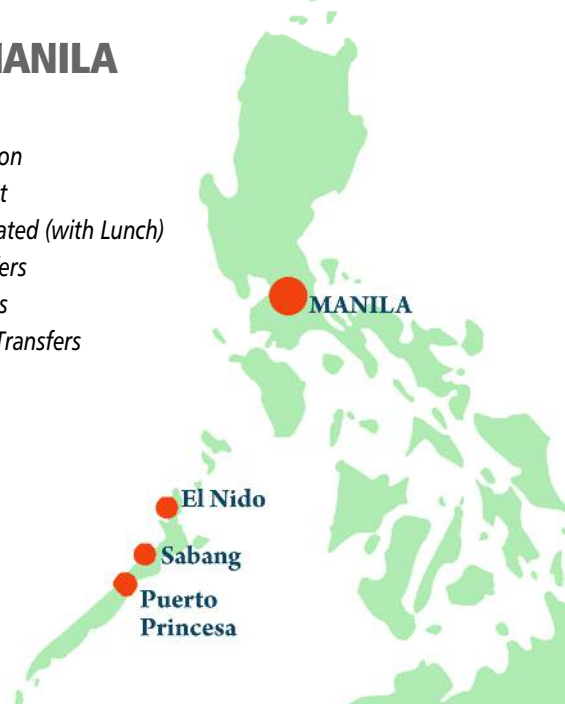 MANILA
on
t
ated (with Lunch)
ers
s
Transfers
MANILA
El Nido
Sabang
Puerto
Princesa